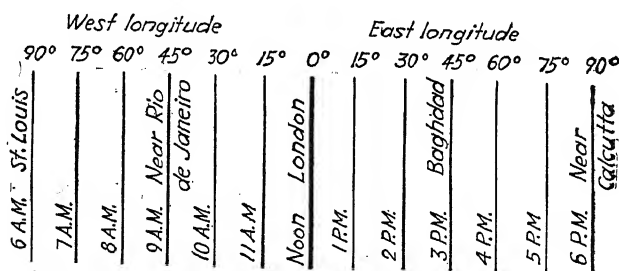 West longitude East longitude
90° 75° 60° 45° 30° 15° 0° 15° 30° 45° 60° 75° 90°
6 A.M. St. Louis
7 A.M.
8 A.M.
9 A.M. Near Rio
de Janeiro
10 A.M.
11 A.M
Noon London
1 P.M.
2 P.M.
3 P.M. Baghdad
4 P.M.
5 P.M
6 P.M. Near
Calcutta